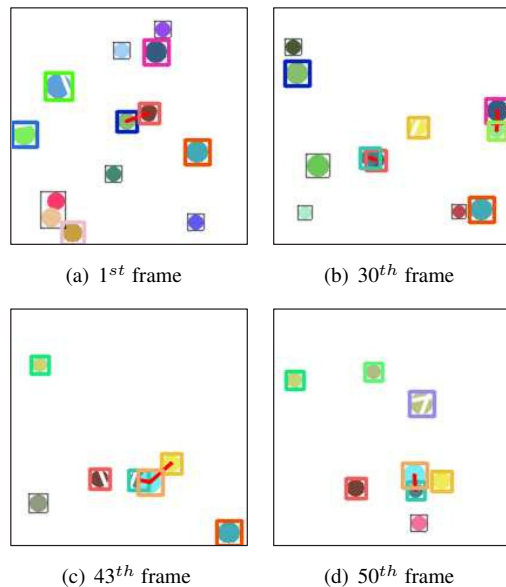 (a) 1st frame
(b) 30th frame
(c) 43th frame
(d) 50th frame